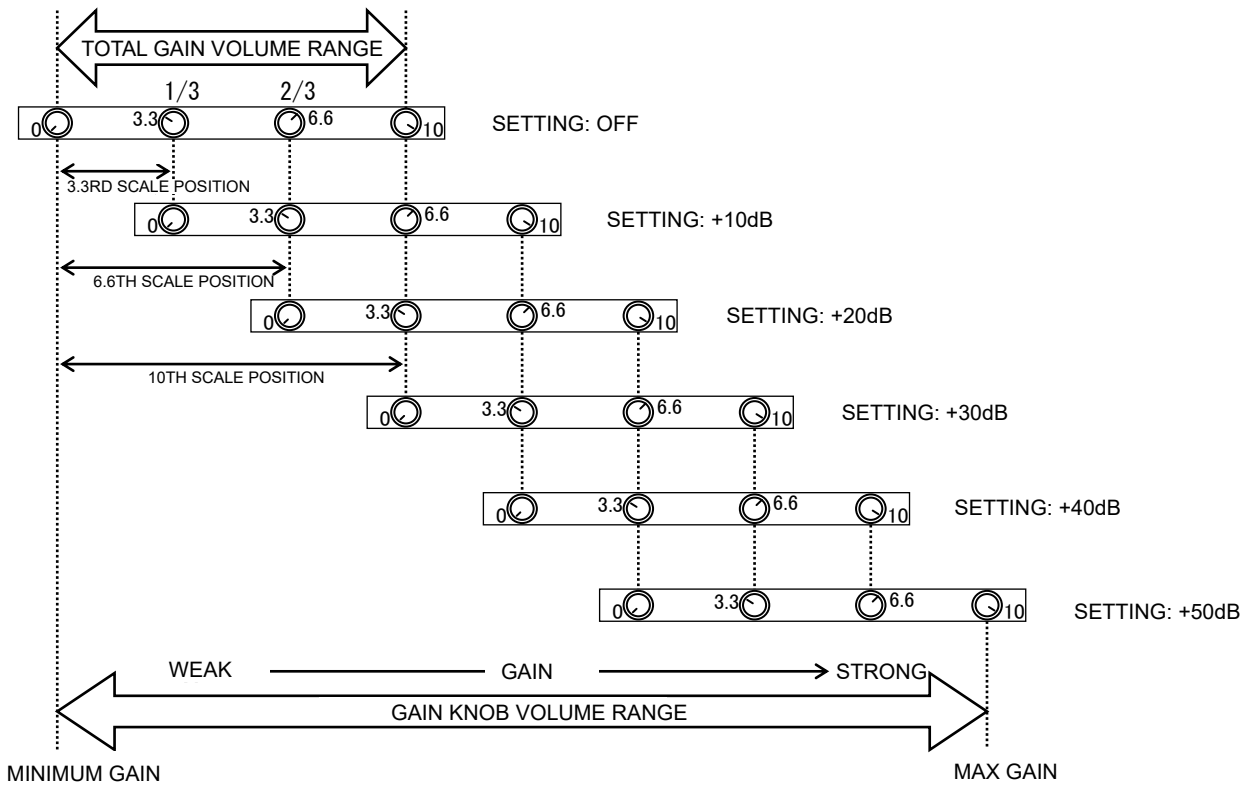 TOTAL GAIN VOLUME RANGE
1/3 2/3
0 3.3 6.6 10 SETTING: OFF
3.3RD SCALE POSITION
0 3.3 6.6 10 SETTING: +10dB
6.6TH SCALE POSITION
0 3.3 6.6 10 SETTING: +20dB
10TH SCALE POSITION
0 3.3 6.6 10 SETTING: +30dB
0 3.3 6.6 10 SETTING: +40dB
0 3.3 6.6 10 SETTING: +50dB
WEAK GAIN STRONG
GAIN KNOB VOLUME RANGE
MINIMUM GAIN MAX GAIN